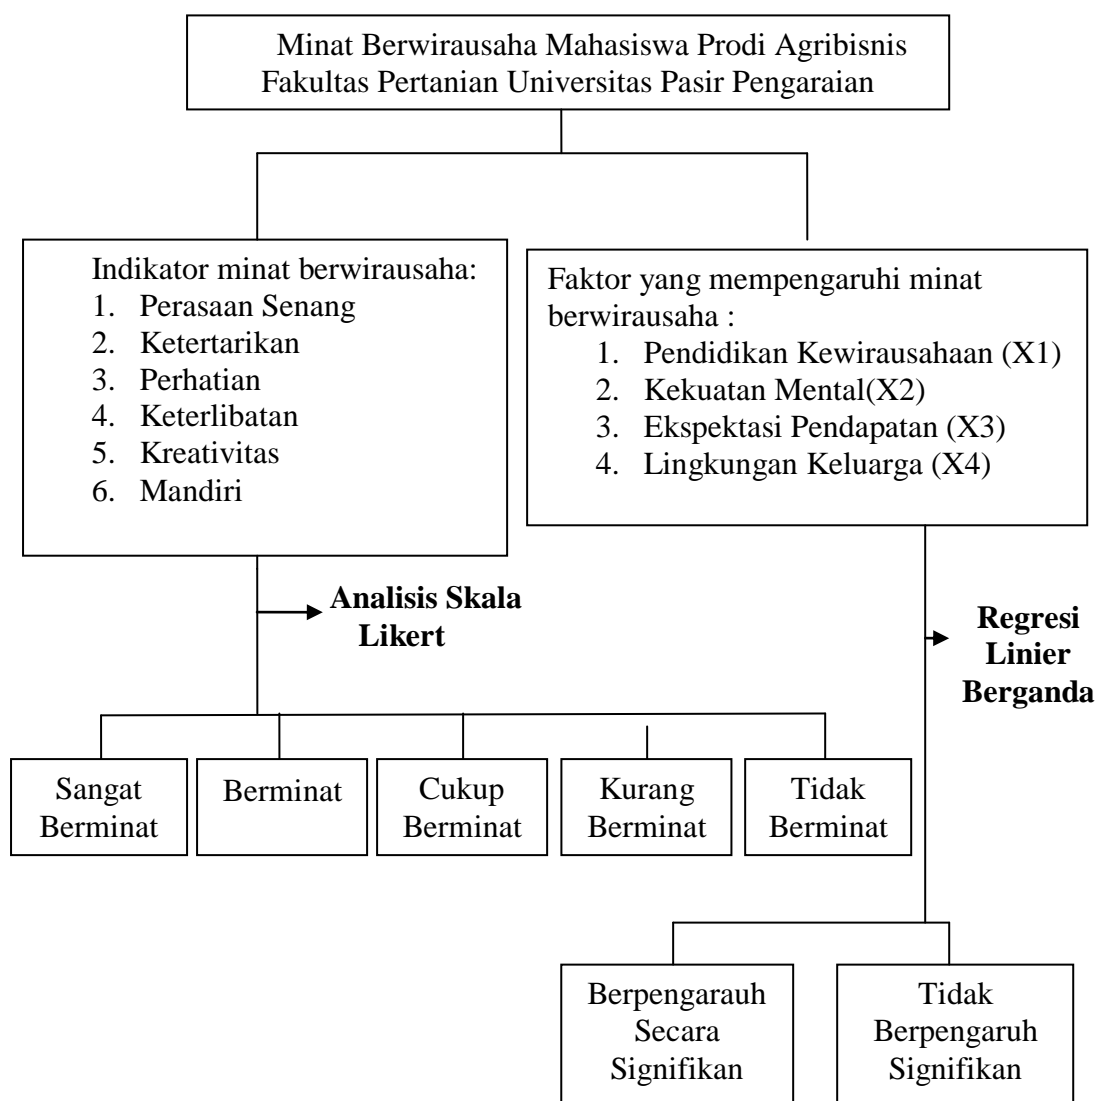 Minat Berwirausaha Mahasiswa Prodi Agribisnis
Fakultas Pertanian Universitas Pasir Pengaraian
Indikator minat berwirausaha:
1. Perasaan Senang
2. Ketertarikan
3. Perhatian
4. Keterlibatan
5. Kreativitas
6. Mandiri
Faktor yang mempengaruhi minat
berwirausaha :
1. Pendidikan Kewirausahaan (X1)
2. Kekuatan Mental(X2)
3. Ekspektasi Pendapatan (X3)
4. Lingkungan Keluarga (X4)
Analisis Skala
Likert
Regresi
Linier
Berganda
Sangat
Berminat
Berminat
Cukup
Berminat
Kurang
Berminat
Tidak
Berminat
Berpengarauh
Secara
Signifikan
Tidak
Berpengaruh
Signifikan